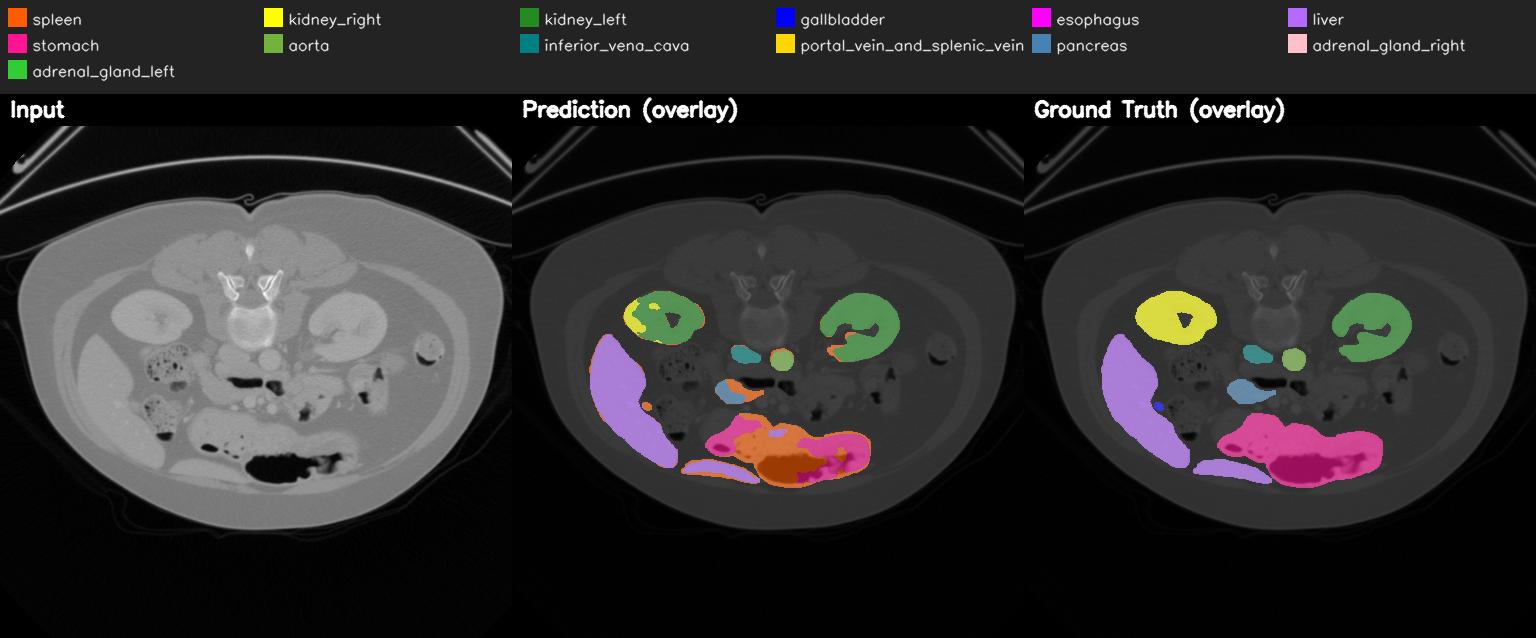 spleen kidney_right kidney_left gallbladder esophagus liver
stomach aorta inferior_vena_cava portal_vein_and_splenic_vein pancreas adrenal_gland_right
adrenal_gland_left
Input Prediction (overlay) Ground Truth (overlay)